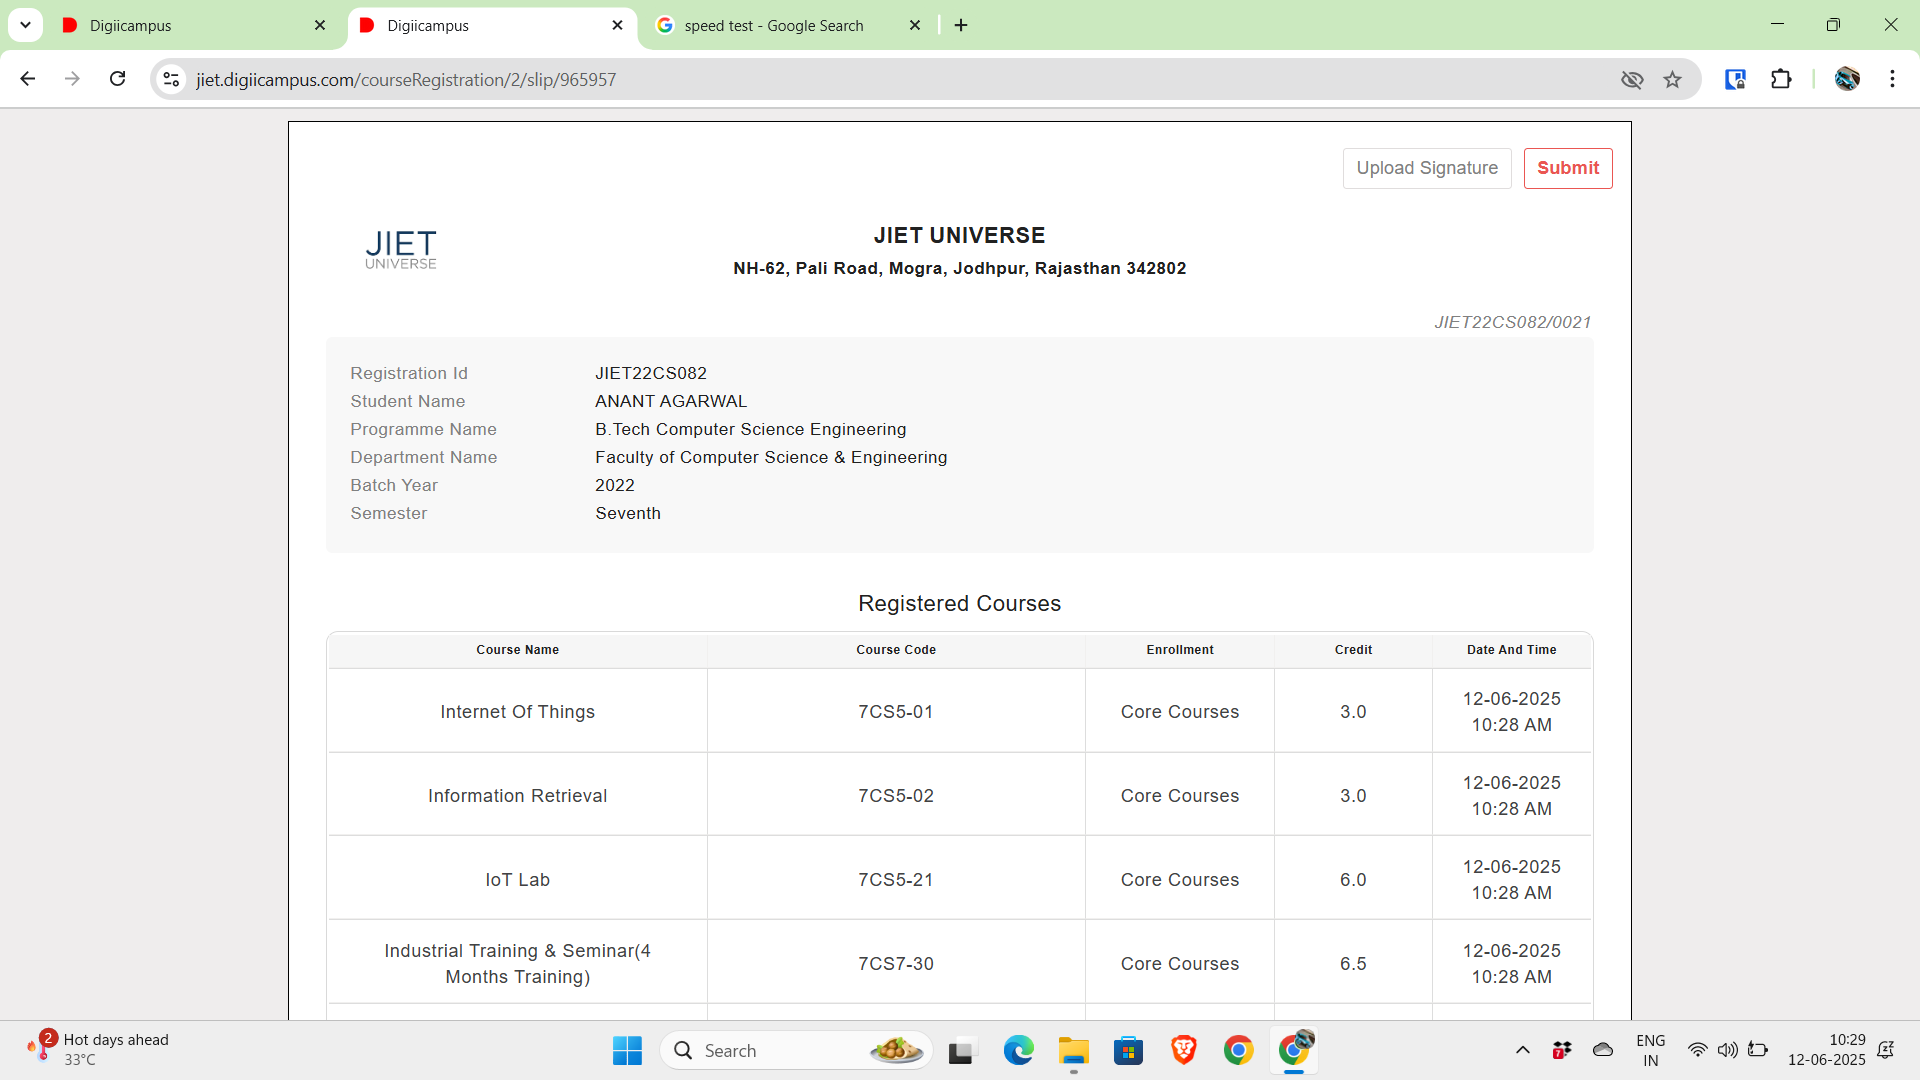 Digiicampus
Digiicampus
speed test - Google Search
jiet.digiicampus.com/courseRegistration/2/slip/965957
Upload Signature
Submit
JIET
UNIVERSE
JIET UNIVERSE
NH-62, Pali Road, Mogra, Jodhpur, Rajasthan 342802
JIET22CS082/0021
Registration Id JIET22CS082
Student Name ANANT AGARWAL
Programme Name B.Tech Computer Science Engineering
Department Name Faculty of Computer Science & Engineering
Batch Year 2022
Semester Seventh
Registered Courses
Course Name Course Code Enrollment Credit Date And Time
Internet Of Things 7CS5-01 Core Courses 3.0 12-06-2025
10:28 AM
Information Retrieval 7CS5-02 Core Courses 3.0 12-06-2025
10:28 AM
IoT Lab 7CS5-21 Core Courses 6.0 12-06-2025
10:28 AM
Industrial Training & Seminar(4
Months Training) 7CS7-30 Core Courses 6.5 12-06-2025
10:28 AM
2
Hot days ahead
33°C
Search
7
ENG
IN
10:29
12-06-2025